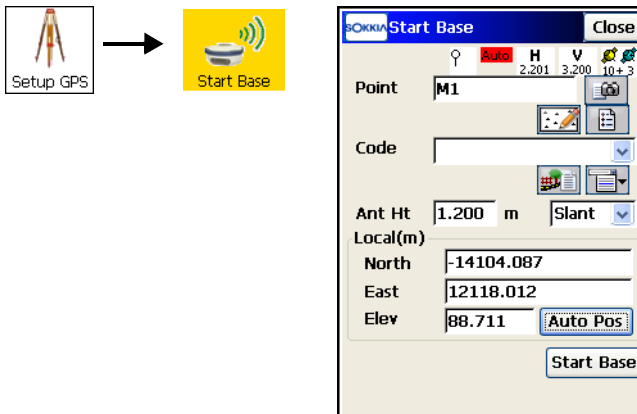 Setup GPS
Start Base
SOKKIA Start Base Close
Auto H V
2.201 3.200 10+3
Point M1
Code
Ant Ht 1.200 m Slant
Local(m)
North -14104.087
East 12118.012
Elev 88.711 Auto Pos
Start Base